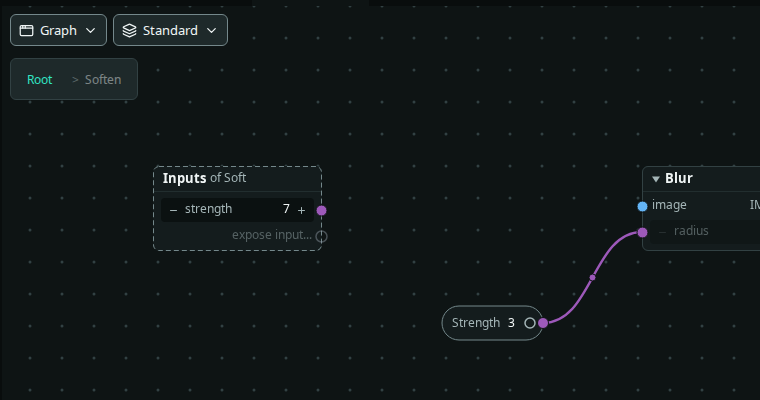 Graph
Standard
Root > Soften
Inputs of Soft
− strength 7 +
expose input...
Blur
image
− radius
Strength 3